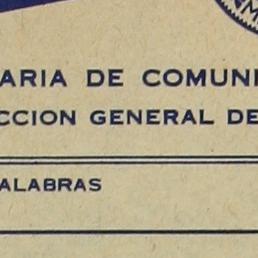 ARIA DE COMUNI
CCION GENERAL DE
ALABRAS